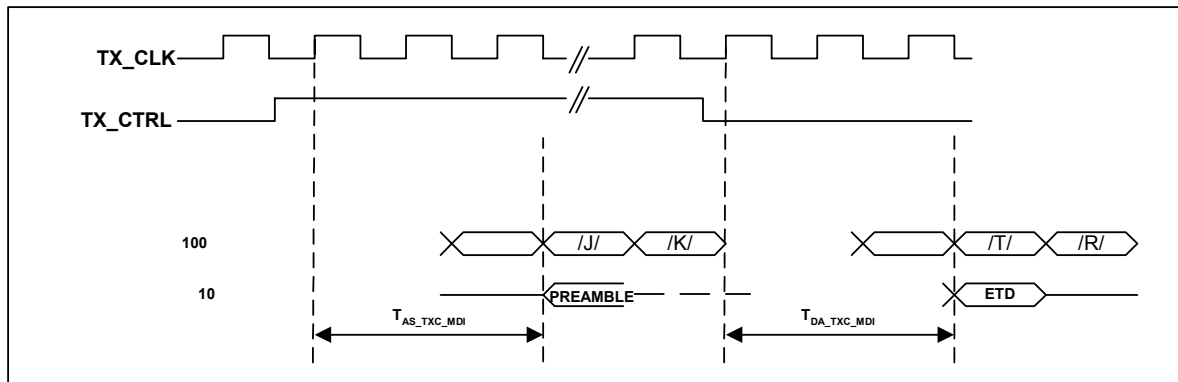 TX_CLK
//
TX_CTRL
//
100
/J/ /K/ /T/ /R/
10
PREAMBLE ETD
TAS_TXC_MDI TDA_TXC_MDI